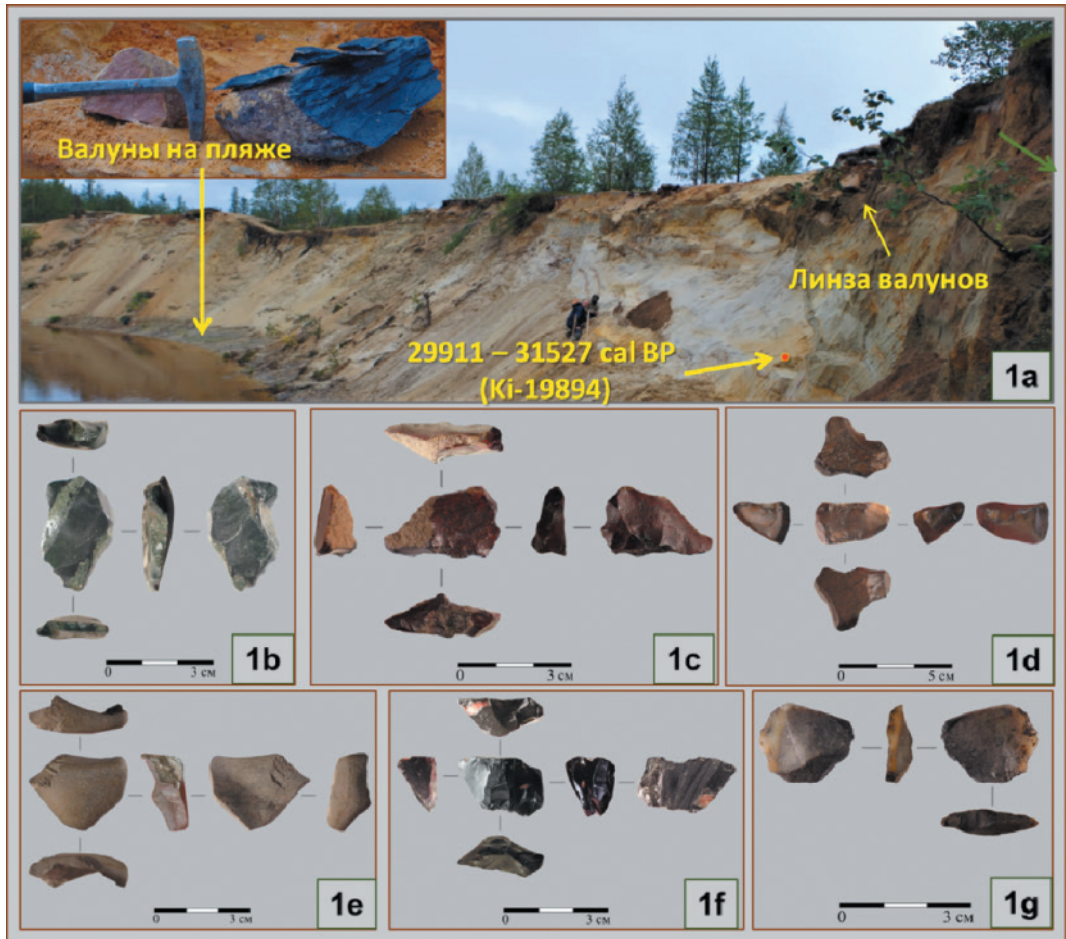 Валуны на пляже
Линза валунов
29911 – 31527 cal BP
(Ki-19894)
1a
1b
0 3 см
1c
0 3 см
1d
0 5 см
1e
0 3 см
1f
0 3 см
1g
0 3 см